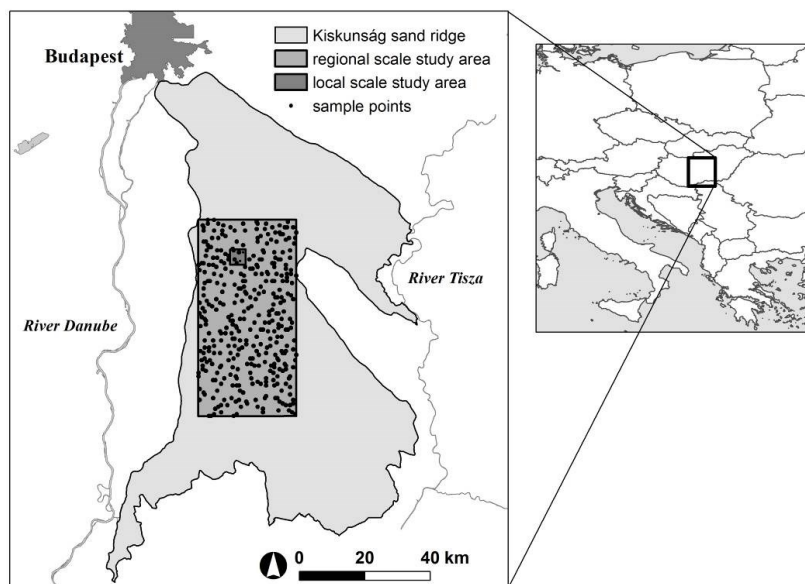 Budapest
Kiskunság sand ridge
regional scale study area
local scale study area
sample points
River Tisza
River Danube
0 20 40 km